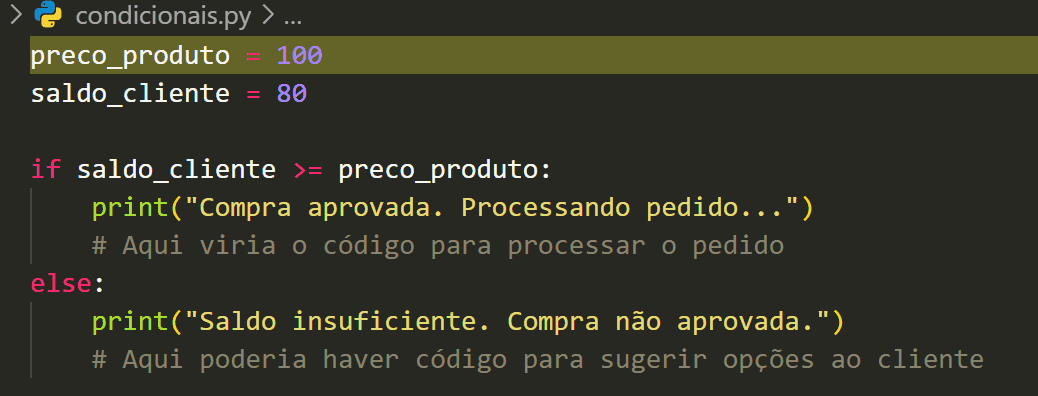 > condicionais.py > ...
preco_produto = 100
saldo_cliente = 80
if saldo_cliente >= preco_produto:
    print("Compra aprovada. Processando pedido...")
    # Aqui viria o código para processar o pedido
else:
    print("Saldo insuficiente. Compra não aprovada.")
    # Aqui poderia haver código para sugerir opções ao cliente